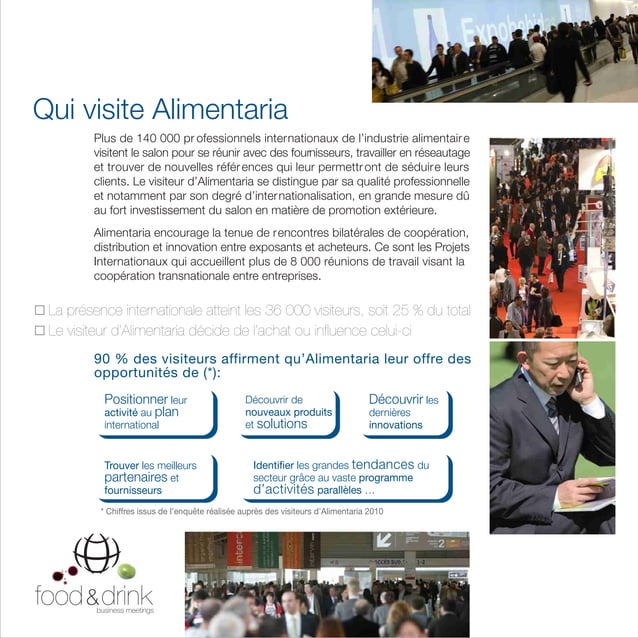 Expobebidas
Qui visite Alimentaria
Plus de 140 000 professionnels internationaux de l'industrie alimentaire
visitent le salon pour se réunir avec des fournisseurs, travailler en réseautage
et trouver de nouvelles références qui leur permettront de séduire leurs
clients. Le visiteur d'Alimentaria se distingue par sa qualité professionnelle
et notamment par son degré d'internationalisation, en grande mesure dû
au fort investissement du salon en matière de promotion extérieure.
Alimentaria encourage la tenue de rencontres bilatérales de coopération,
distribution et innovation entre exposants et acheteurs. Ce sont les Projets
Internationaux qui accueillent plus de 8 000 réunions de travail visant la
coopération transnationale entre entreprises.
La présence internationale atteint les 36 000 visiteurs, soit 25 % du total
Le visiteur d'Alimentaria décide de l'achat ou influence celui-ci
90 % des visiteurs affirment qu'Alimentaria leur offre des
opportunités de (*):
Positionner leur
activité au plan
international
Découvrir de
nouveaux produits
et solutions
Découvrir les
dernières
innovations
Trouver les meilleurs
partenaires et
fournisseurs
Identifier les grandes tendances du
secteur grâce au vaste programme
d'activités parallèles ...
* Chiffres issus de l'enquête réalisée auprès des visiteurs d'Alimentaria 2010
food & drink
business meetings
2